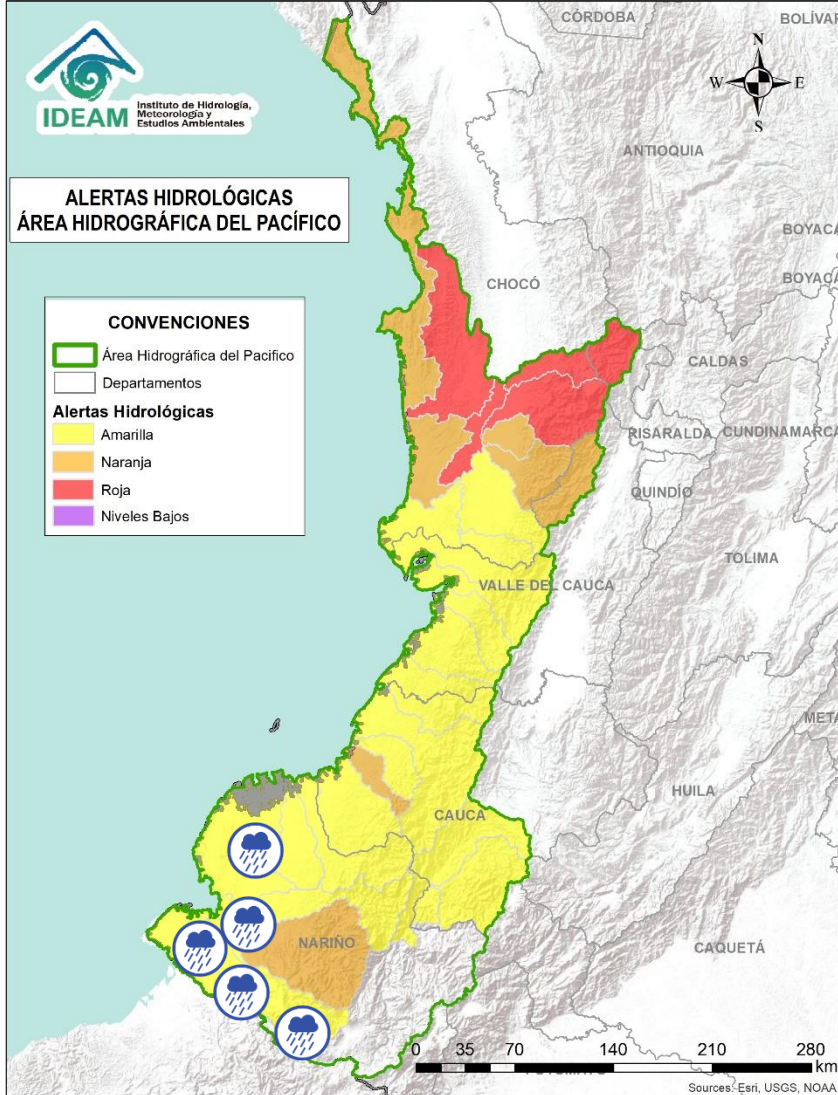 CÓRDOBA
BOLÍVAR
N
W
E
S
IDEAM
Instituto de Hidrología,
Meteorología y
Estudios Ambientales
ANTIOQUIA
ALERTAS HIDROLÓGICAS
ÁREA HIDROGRÁFICA DEL PACÍFICO
BOYACÁ
BOYACÁ
CHOCÓ
CONVENCIONES
Área Hidrográfica del Pacifico
Departamentos
Alertas Hidrológicas
Amarilla
Naranja
Roja
Niveles Bajos
CALDAS
RISARALDA
CUNDINAMARCA
QUINDÍO
TOLIMA
VALLE DEL CAUCA
META
HUILA
CAUCA
NARIÑO
CAQUETÁ
0 35 70 140 210 280
km
Sources: Esri, USGS, NOAA